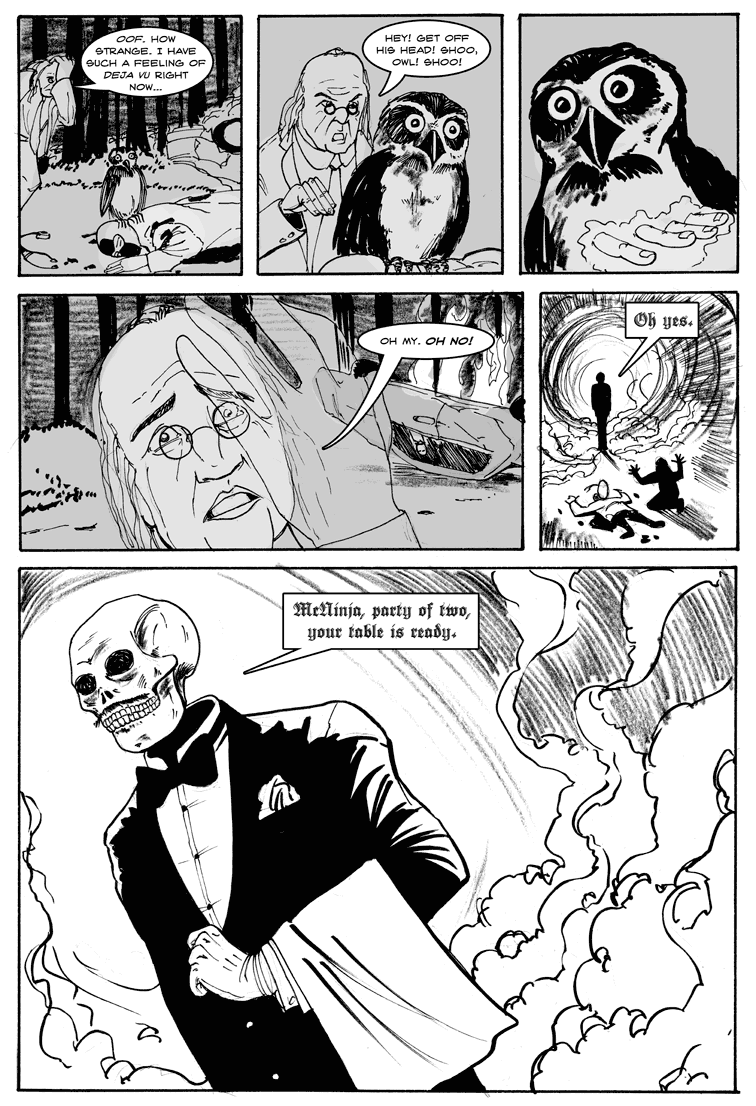 OOF. HOW
STRANGE. I HAVE
SUCH A FEELING OF
DEJA VU RIGHT
NOW...
HEY! GET OFF
HIS HEAD! SHOO,
OWL! SHOO!
OH MY. OH NO!
Oh yes.
McNinja, party of two,
your table is ready.